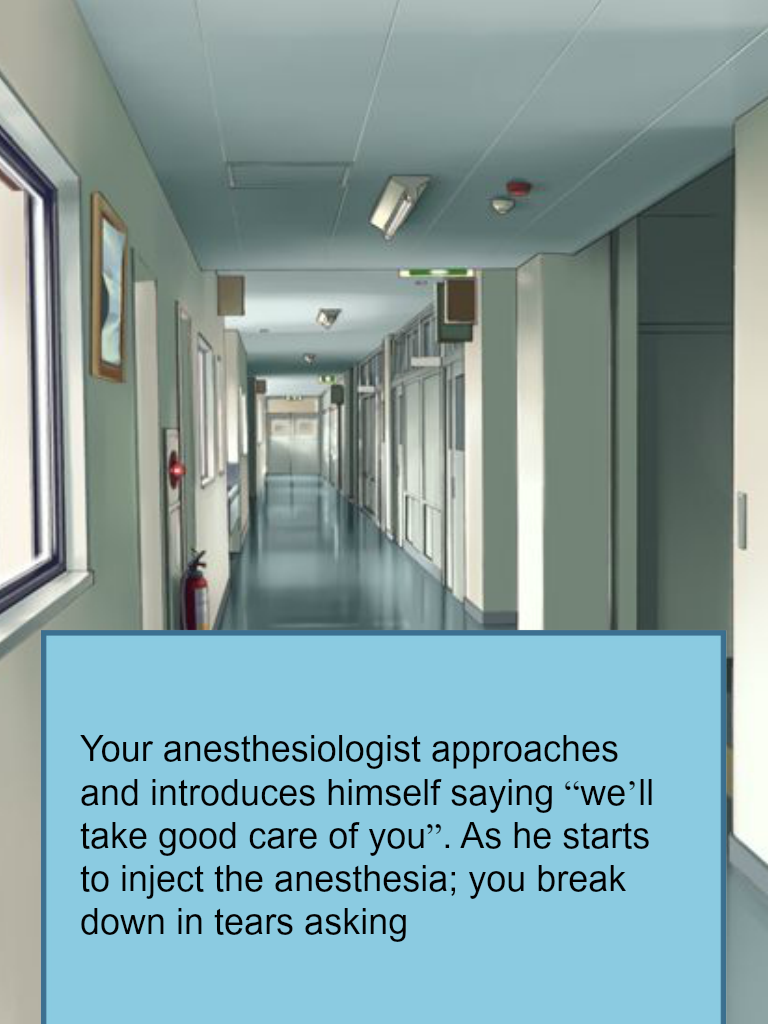 Your anesthesiologist approaches
and introduces himself saying “we’ll
take good care of you”. As he starts
to inject the anesthesia; you break
down in tears asking